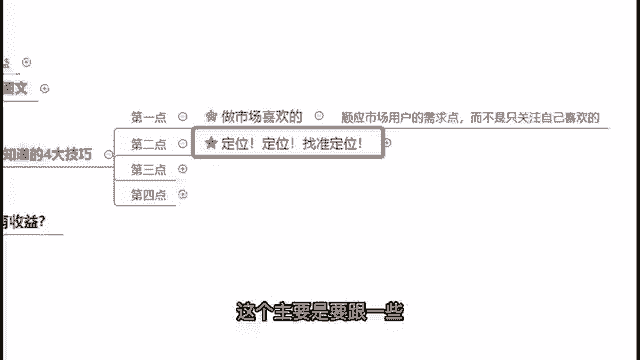 益
图文
第一点 ★ 做市场喜欢的 顺应市场用户的需求点，而不是只关注自己喜欢的
第二点 ★ 定位！定位！找准定位！
知道的4大技巧
第三点
第四点
有收益?
这个主要是要跟一些